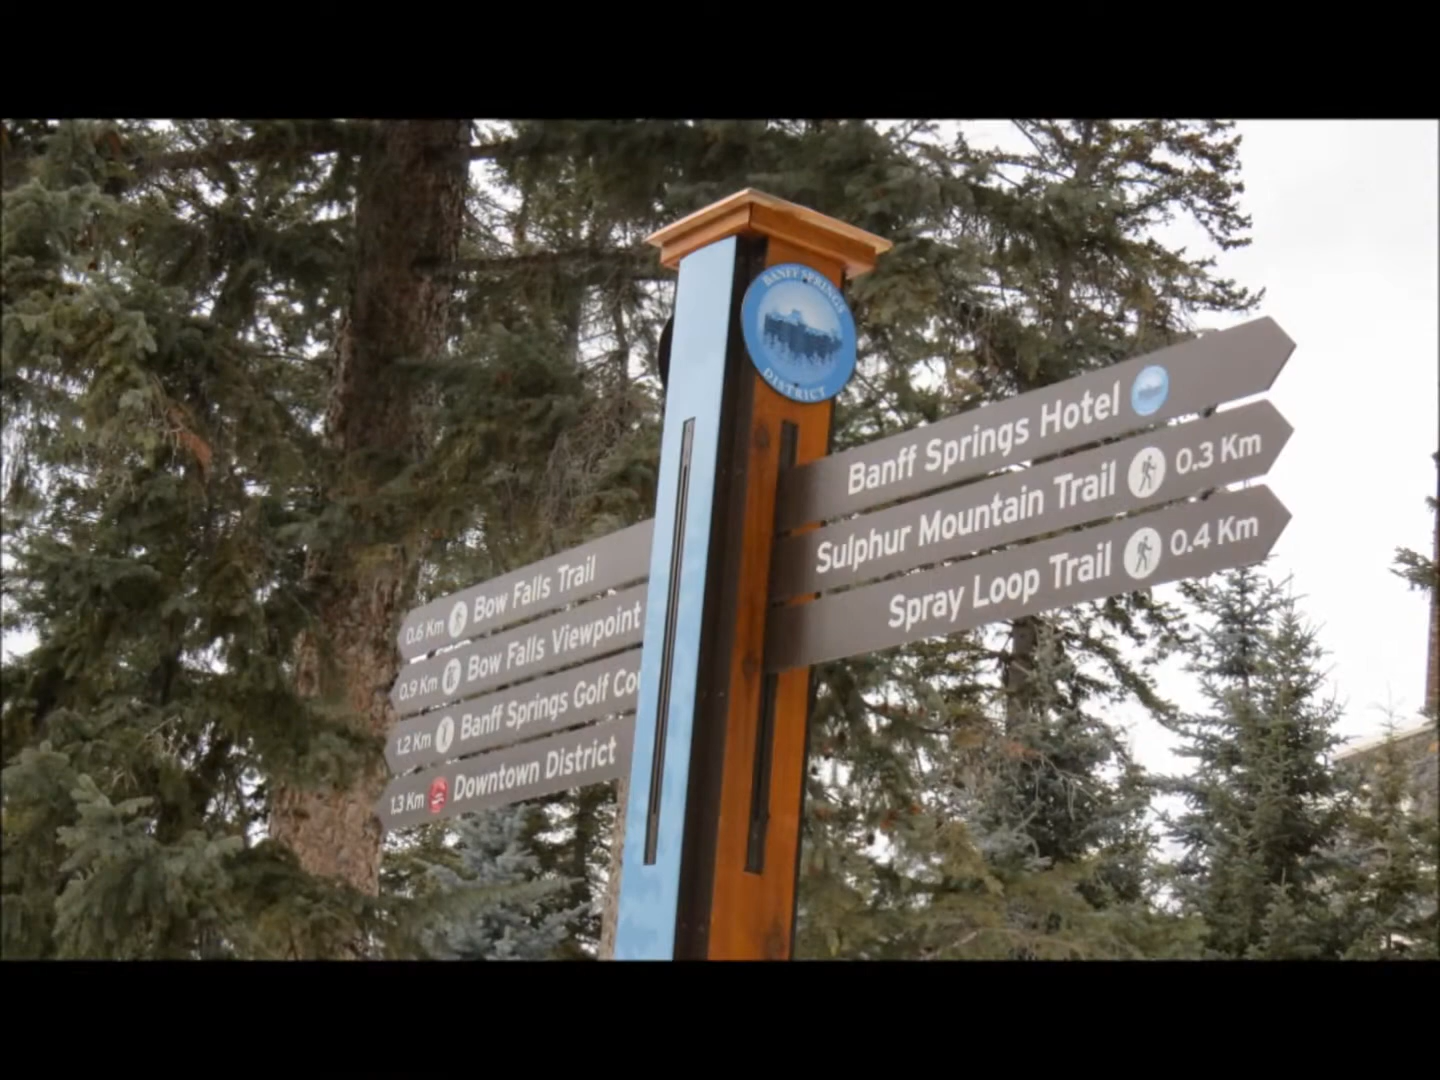 BANFF SPRINGS
DISTRICT
Banff Springs Hotel
Sulphur Mountain Trail 0.3 Km
Spray Loop Trail 0.4 Km
0.6 Km Bow Falls Trail
0.9 Km Bow Falls Viewpoint
1.2 Km Banff Springs Golf Cou
1.3 Km Downtown District